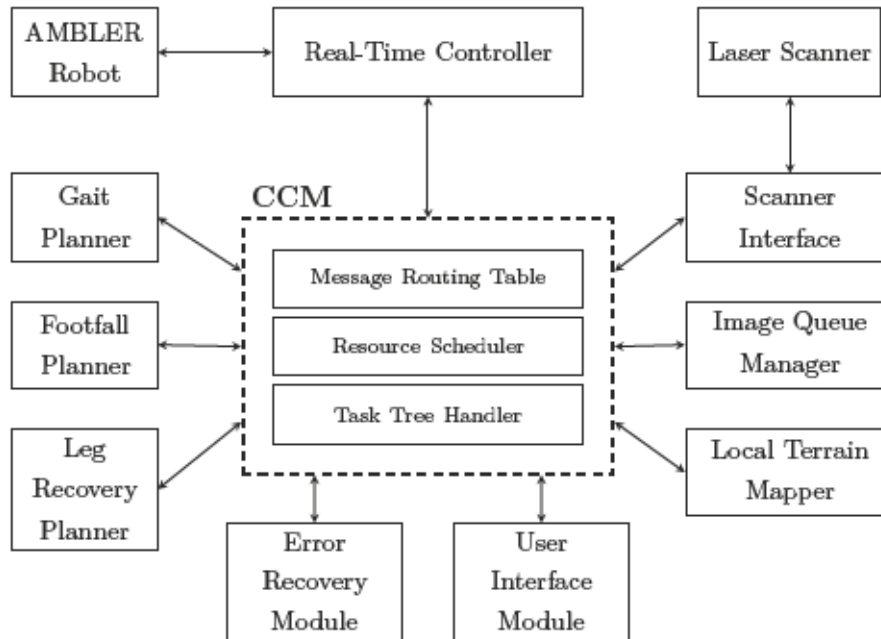 AMBLER
Robot
Real-Time Controller
Laser Scanner
CCM
Gait
Planner
Scanner
Interface
Message Routing Table
Footfall
Planner
Resource Scheduler
Image Queue
Manager
Task Tree Handler
Leg
Recovery
Planner
Local Terrain
Mapper
Error
Recovery
Module
User
Interface
Module